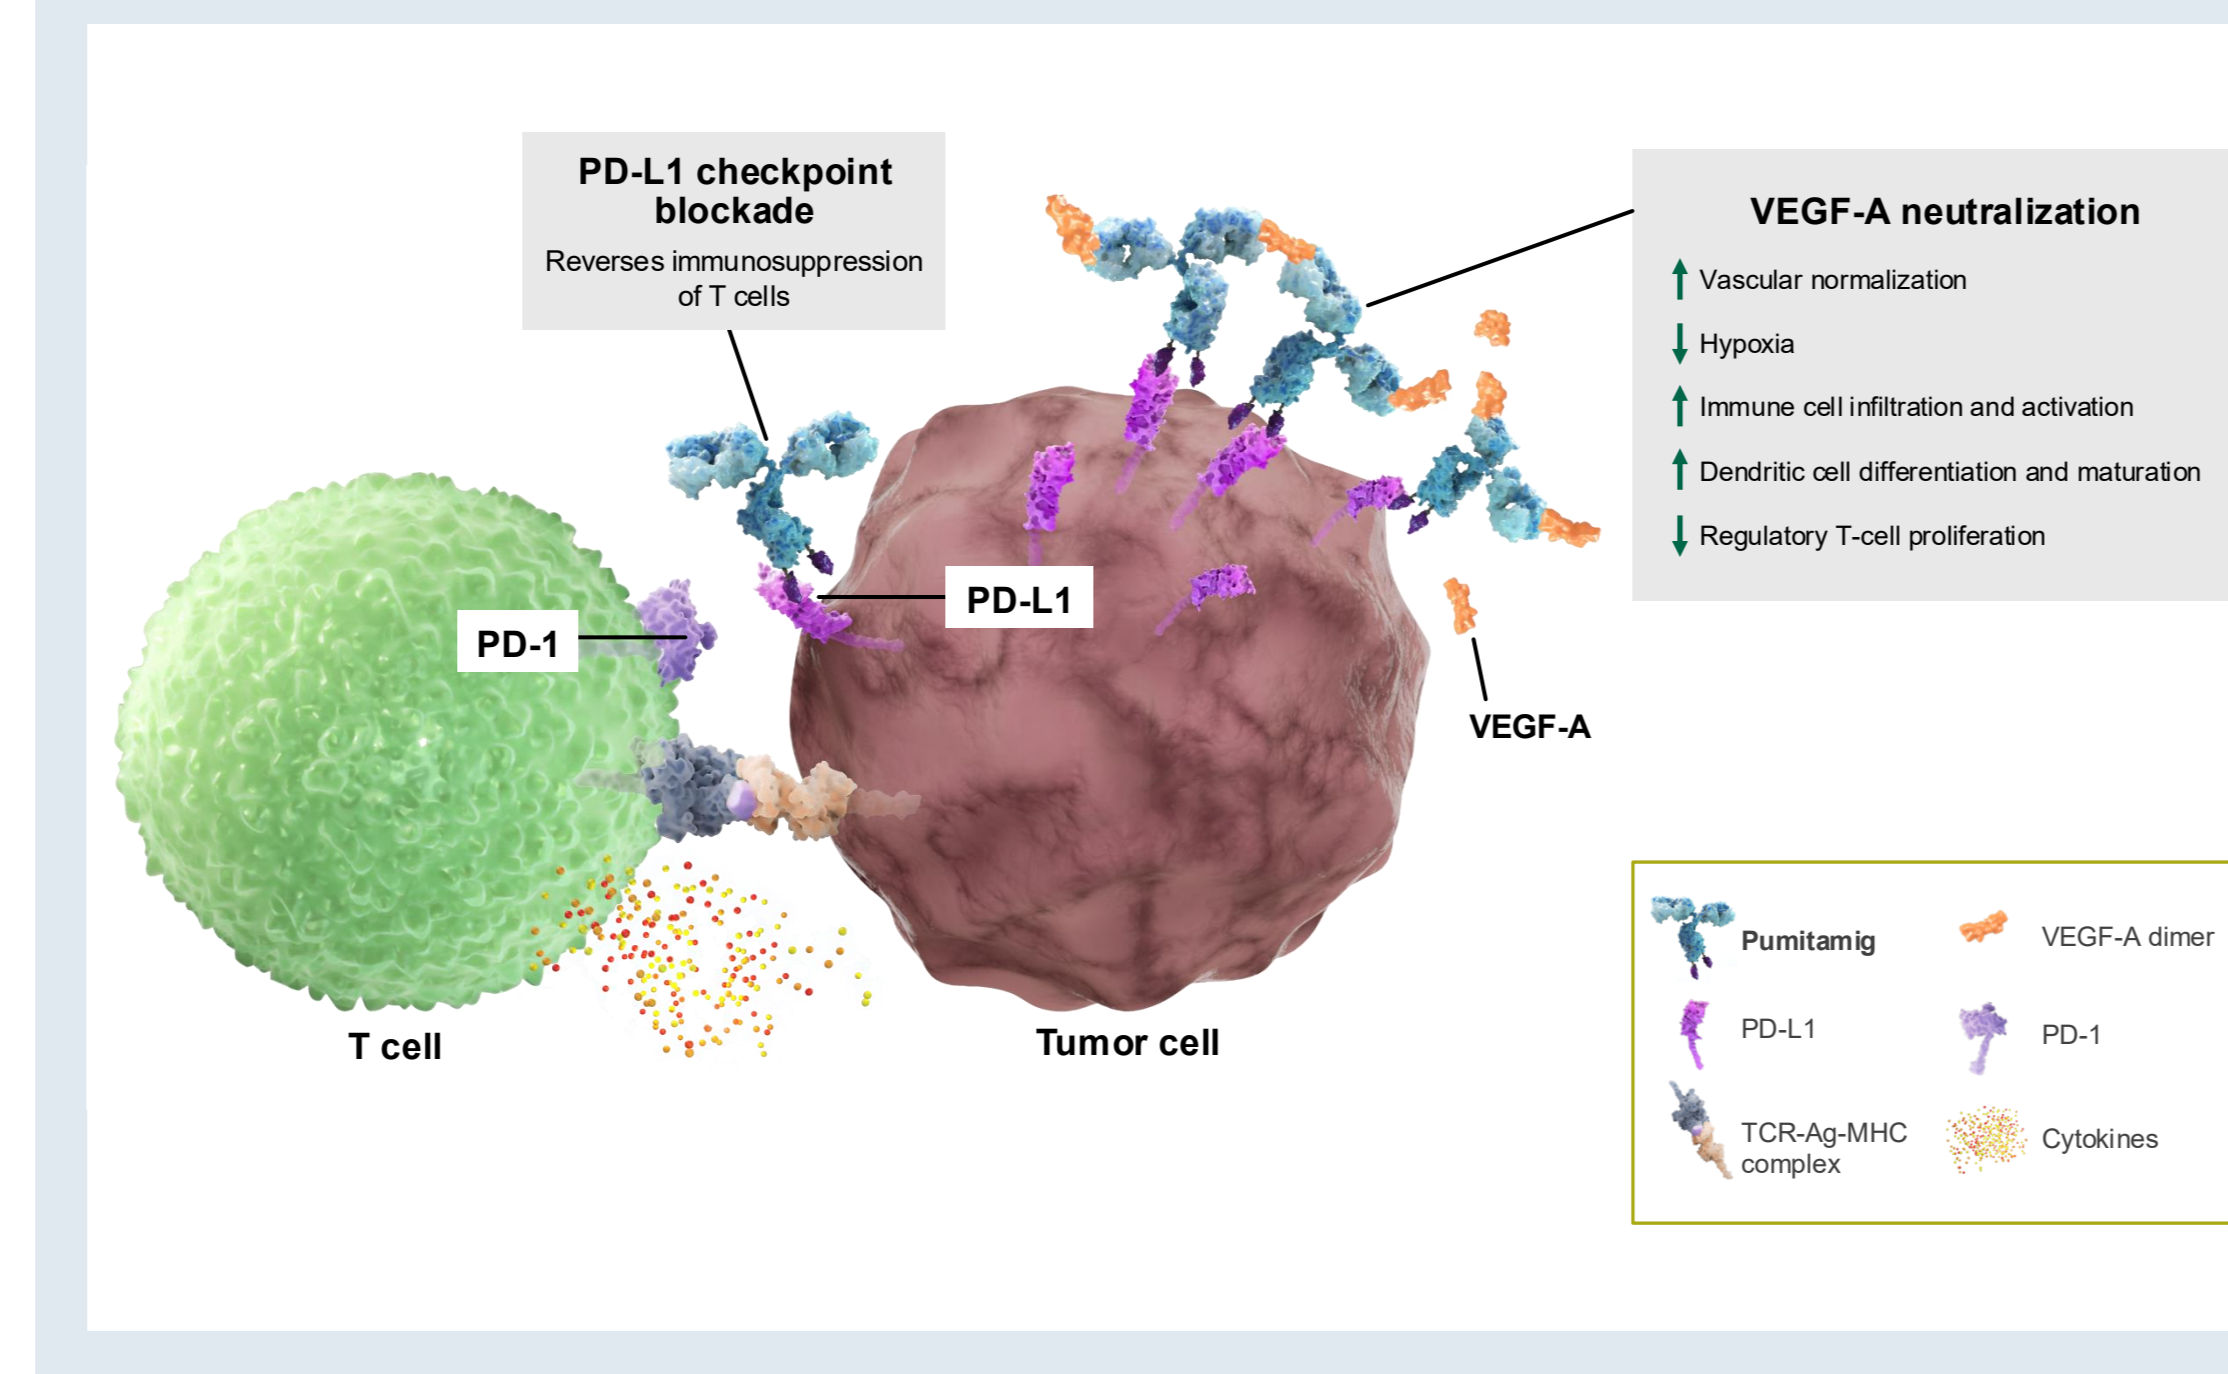 PD-L1 checkpoint
blockade
Reverses immunosuppression
of T cells
VEGF-A neutralization
Vascular normalization
Hypoxia
Immune cell infiltration and activation
Dendritic cell differentiation and maturation
Regulatory T-cell proliferation
PD-L1
PD-1
VEGF-A
T cell
Tumor cell
Pumitamig
VEGF-A dimer
PD-L1
PD-1
TCR-Ag-MHC
complex
Cytokines